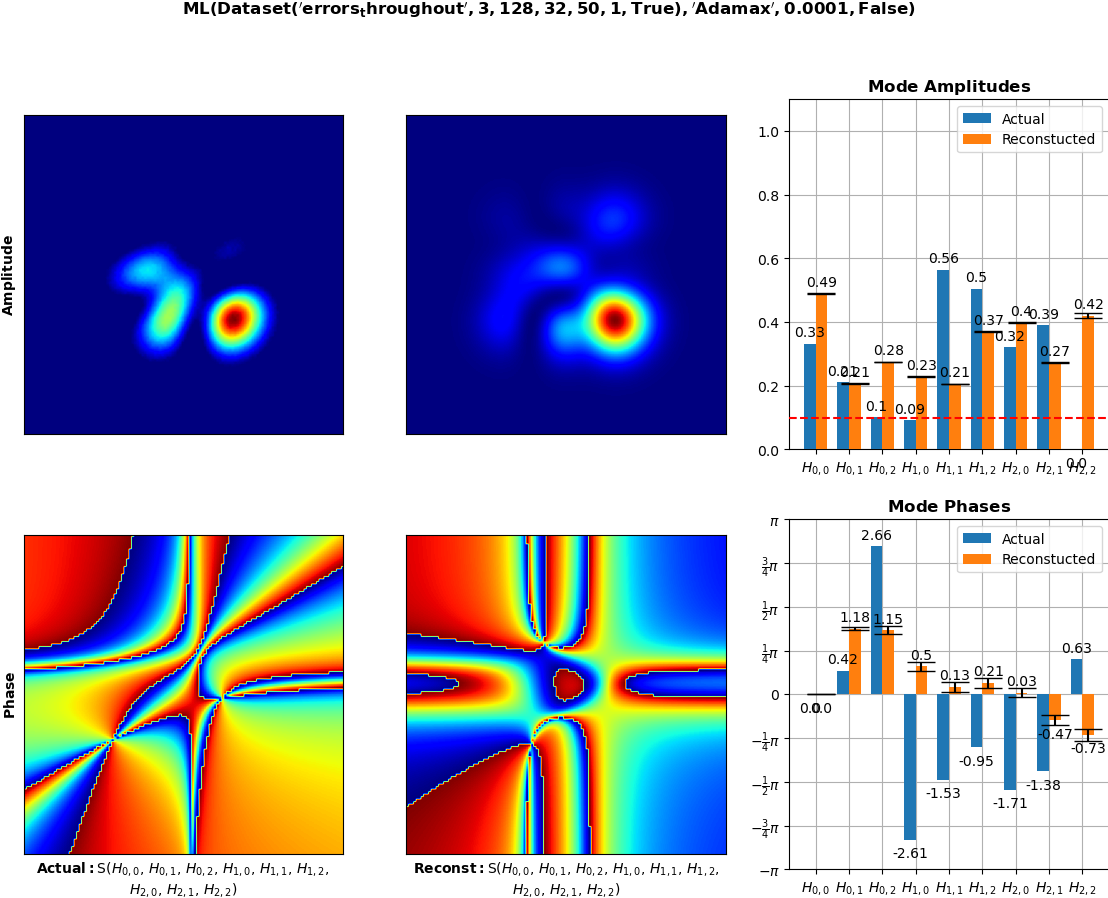 ML(Dataset('errors_throughout', 3, 128, 32, 50, 1, True), 'Adamax', 0.0001, False)
Amplitude
Mode Amplitudes
Actual
Reconstucted
1.0
0.8
0.6
0.4
0.2
0.0
0.33
0.49
0.21
0.21
0.1
0.28
0.09
0.23
0.56
0.21
0.5
0.37
0.32
0.4
0.39
0.27
0.0
0.42
H0,0 H0,1 H0,2 H1,0 H1,1 H1,2 H2,0 H2,1 H2,2
Phase
Actual: S(H0,0, H0,1, H0,2, H1,0, H1,1, H1,2,
H2,0, H2,1, H2,2)
Reconst: S(H0,0, H0,1, H0,2, H1,0, H1,1, H1,2,
H2,0, H2,1, H2,2)
Mode Phases
Actual
Reconstucted
π
3/4π
1/2π
1/4π
0
−1/4π
−1/2π
−3/4π
−π
0.0
0.0
0.42
1.18
2.66
1.15
-2.61
0.5
-1.53
0.13
-0.95
0.21
-1.71
0.03
-1.38
-0.47
0.63
-0.73
H0,0 H0,1 H0,2 H1,0 H1,1 H1,2 H2,0 H2,1 H2,2